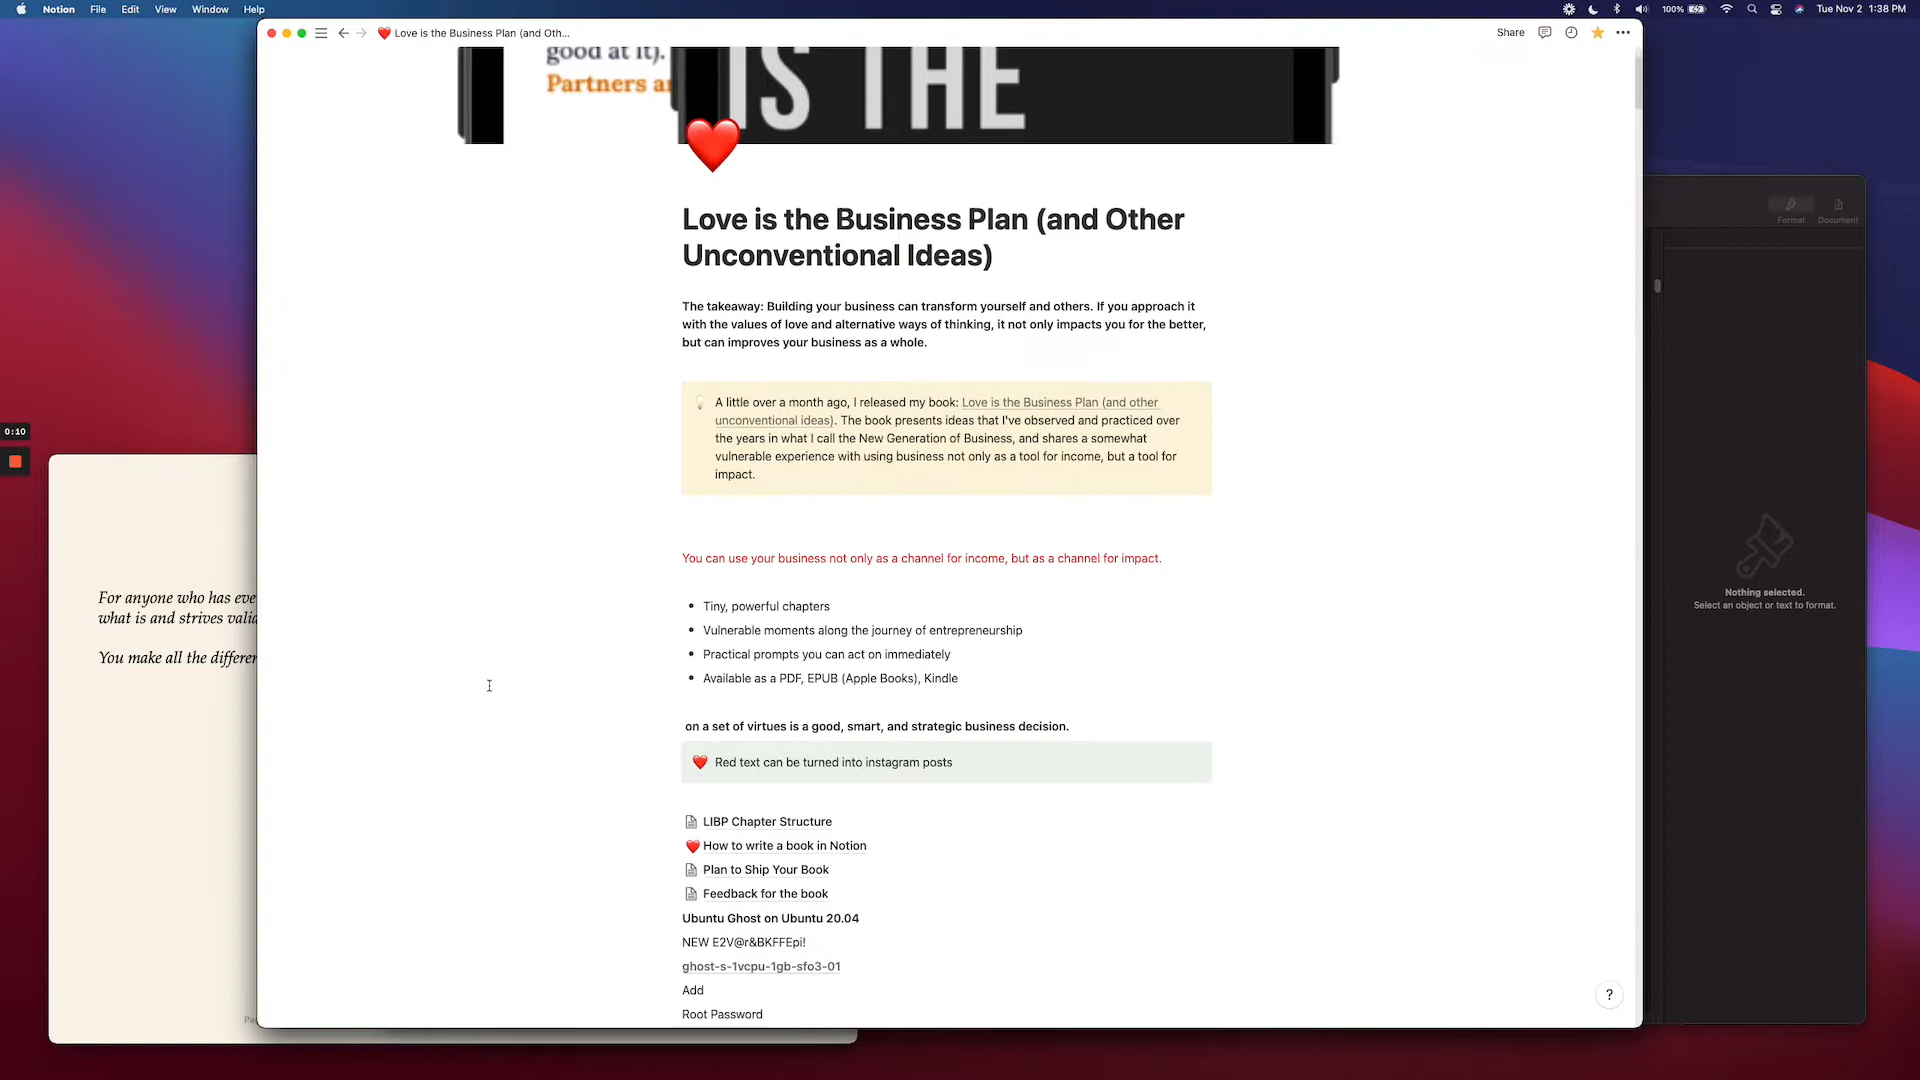 Notion File Edit View Window Help
100% Tue Nov 2 1:38 PM
Love is the Business Plan (and Oth...
Share
good at it).
Partners
IS THE
Love is the Business Plan (and Other
Unconventional Ideas)
The takeaway: Building your business can transform yourself and others. If you approach it
with the values of love and alternative ways of thinking, it not only impacts you for the better,
but can improves your business as a whole.
A little over a month ago, I released my book: Love is the Business Plan (and other
unconventional ideas). The book presents ideas that I've observed and practiced over
the years in what I call the New Generation of Business, and shares a somewhat
vulnerable experience with using business not only as a tool for income, but a tool for
impact.
You can use your business not only as a channel for income, but as a channel for impact.
• Tiny, powerful chapters
• Vulnerable moments along the journey of entrepreneurship
• Practical prompts you can act on immediately
• Available as a PDF, EPUB (Apple Books), Kindle
on a set of virtues is a good, smart, and strategic business decision.
Red text can be turned into instagram posts
LIBP Chapter Structure
How to write a book in Notion
Plan to Ship Your Book
Feedback for the book
Ubuntu Ghost on Ubuntu 20.04
NEW E2V@r&BKFFEpi!
ghost-s-1vcpu-1gb-sfo3-01
Add
Root Password
?
0:10
For anyone who has eve
what is and strives
You make all the differen
Format Document
Nothing selected.
Select an object or text to format.